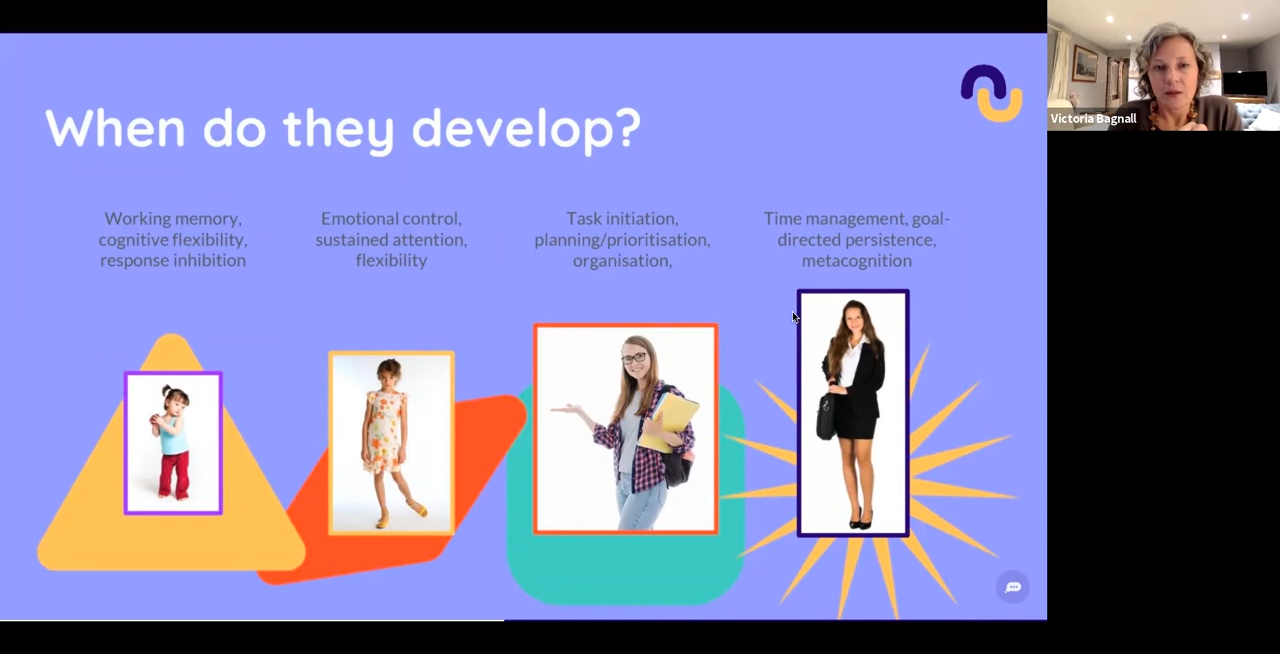 When do they develop?
Working memory,
cognitive flexibility,
response inhibition
Emotional control,
sustained attention,
flexibility
Task initiation,
planning/prioritisation,
organisation,
Time management, goal-
directed persistence,
metacognition
Victoria Bagnall